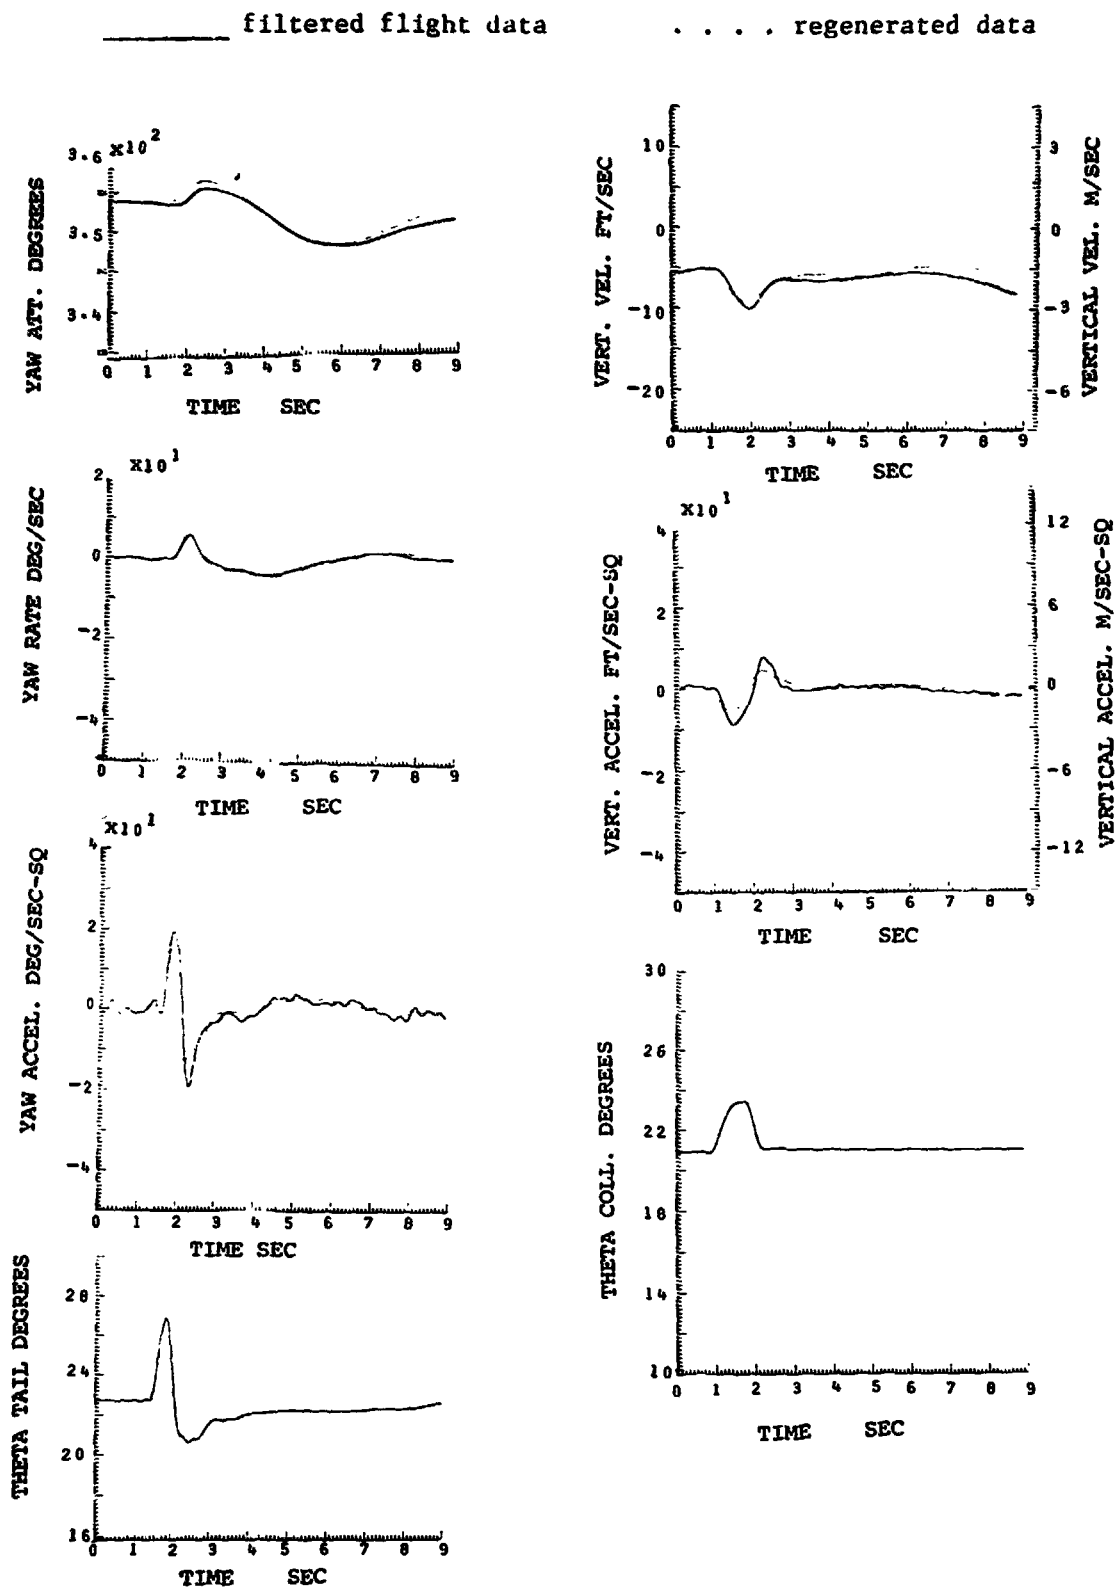 filtered flight data
. . . . regenerated data
x10²
3.6
3.5
3.4
YAW ATT. DEGREES
0 1 2 3 4 5 6 7 8 9
TIME SEC
x10¹
2
0
-2
-4
YAW RATE DEG/SEC
0 1 2 3 4 5 6 7 8 9
TIME SEC
x10¹
4
2
0
-2
-4
YAW ACCEL. DEG/SEC-SQ
0 1 2 3 4 5 6 7 8 9
TIME SEC
28
24
20
16
THETA TAIL DEGREES
0 1 2 3 4 5 6 7 8 9
TIME SEC
10
0
-10
-20
VERT. VEL. FT/SEC
3
0
-3
-6
VERTICAL VEL. M/SEC
0 1 2 3 4 5 6 7 8 9
TIME SEC
x10¹
4
2
0
-2
-4
VERT. ACCEL. FT/SEC-SQ
12
6
0
-6
-12
VERTICAL ACCEL. M/SEC-SQ
0 1 2 3 4 5 6 7 8 9
TIME SEC
30
26
22
18
14
10
THETA COLL. DEGREES
0 1 2 3 4 5 6 7 8 9
TIME SEC